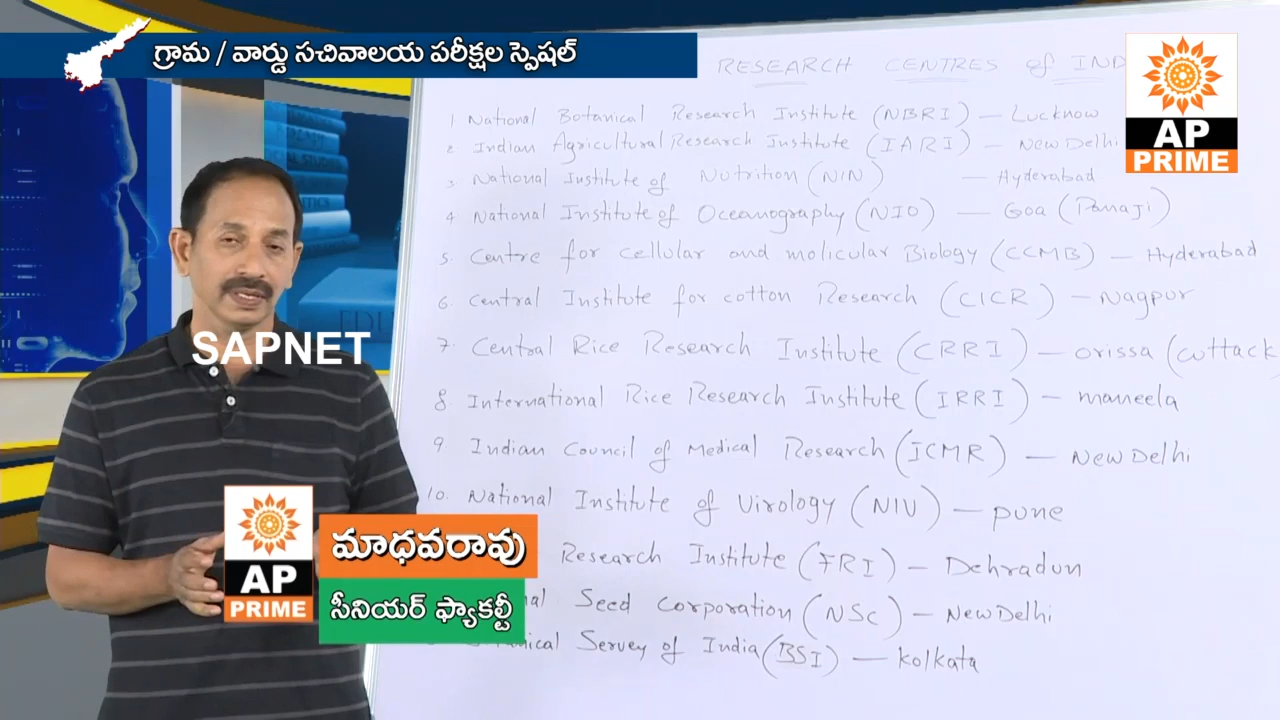 గ్రామ / వార్డు సచివాలయ పరీక్షల స్పెషల్
RESEARCH CENTRES of IND
AP
PRIME
1 National Botanical Research Institute (NBRI) — Lucknow
2 Indian Agricultural Research Institute (IARI) — New Delhi
3. National Institute of Nutrition (NIN) — Hyderabad
4 National Institute of Oceanography (NIO) — Goa (Panaji)
5 Centre for Cellular and molicular Biology (CCMB) — Hyderabad
6. Central Institute for cotton Research (CICR) — Nagpur
7. Central Rice Research Institute (CRRI) — orissa (cuttack
8. International Rice Research Institute (IRRI) — maneela
9 Indian Council of Medical Research (ICMR) — New Delhi
10. National Institute of Virology (NIV) — pune
Research Institute (FRI) — Dehradun
nal Seed Corporation (NSc) — New Delhi
nical Servey of India (BSI) — kolkata
SAPNET
AP
PRIME
మాధవరావు
సీనియర్ ఫ్యాకల్టీ